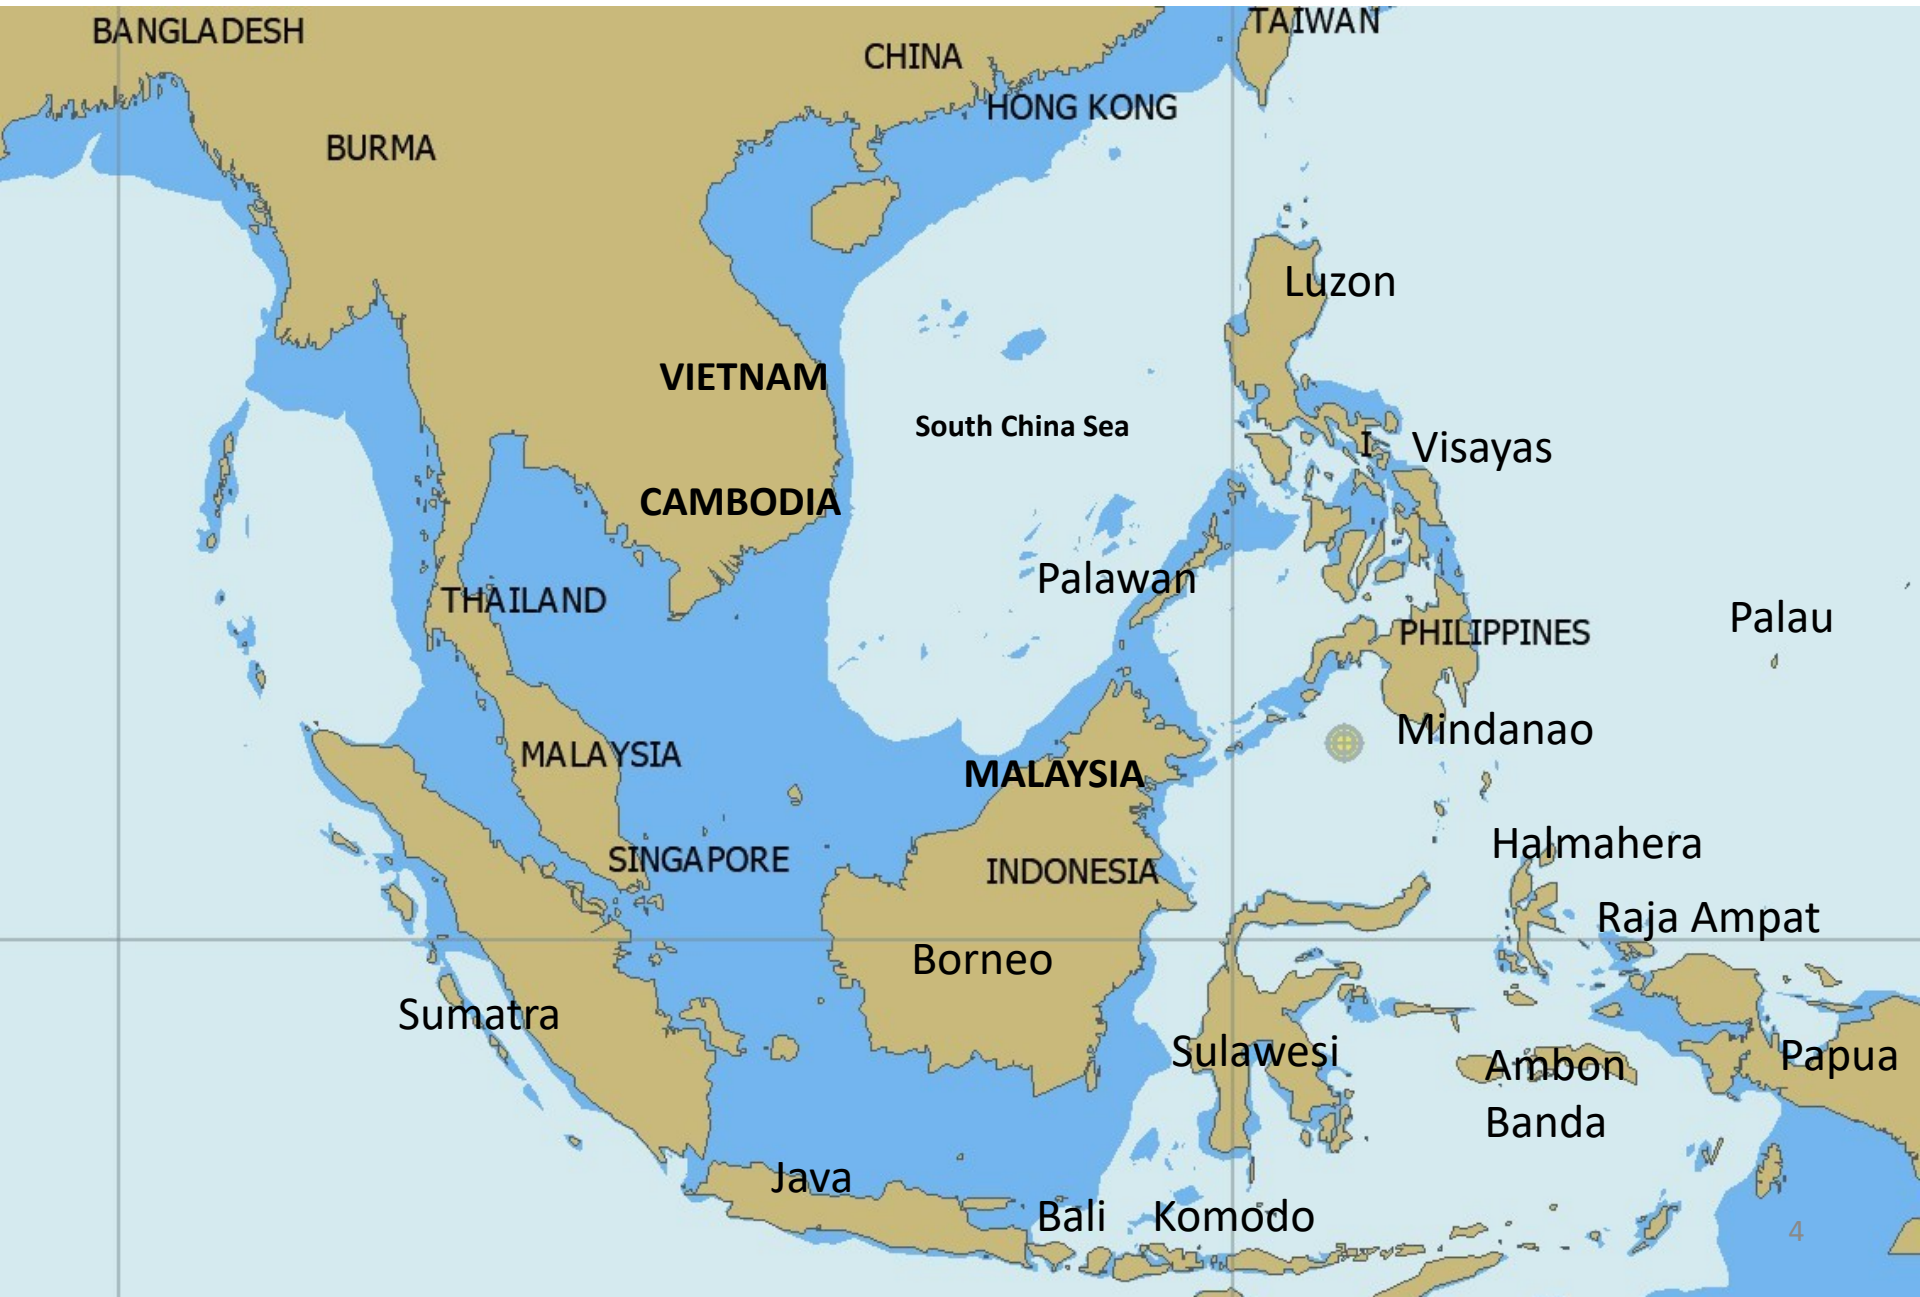 BANGLADESH
TAIWAN
CHINA
HONG KONG
BURMA
Luzon
VIETNAM
South China Sea
I
Visayas
CAMBODIA
Palawan
THAILAND
PHILIPPINES
Palau
Mindanao
MALAYSIA
MALAYSIA
Halmahera
SINGAPORE
INDONESIA
Raja Ampat
Borneo
Sumatra
Sulawesi
Ambon
Papua
Banda
Java
Bali
Komodo
4